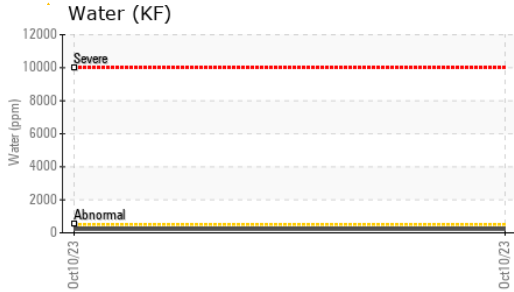 Water (KF)
12000
Severe
10000
8000
6000
Water (ppm)
4000
2000
Abnormal
0
Oct10/23
Oct10/23